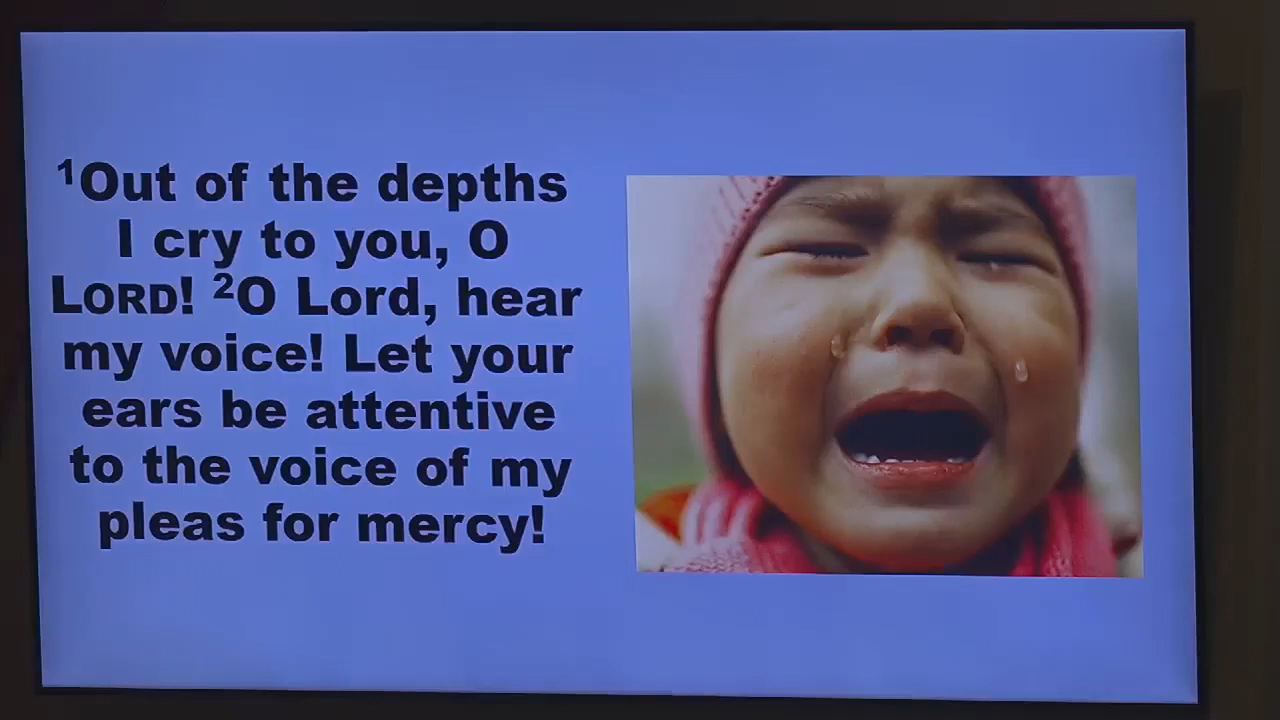 ¹Out of the depths
I cry to you, O
LORD! ²O Lord, hear
my voice! Let your
ears be attentive
to the voice of my
pleas for mercy!